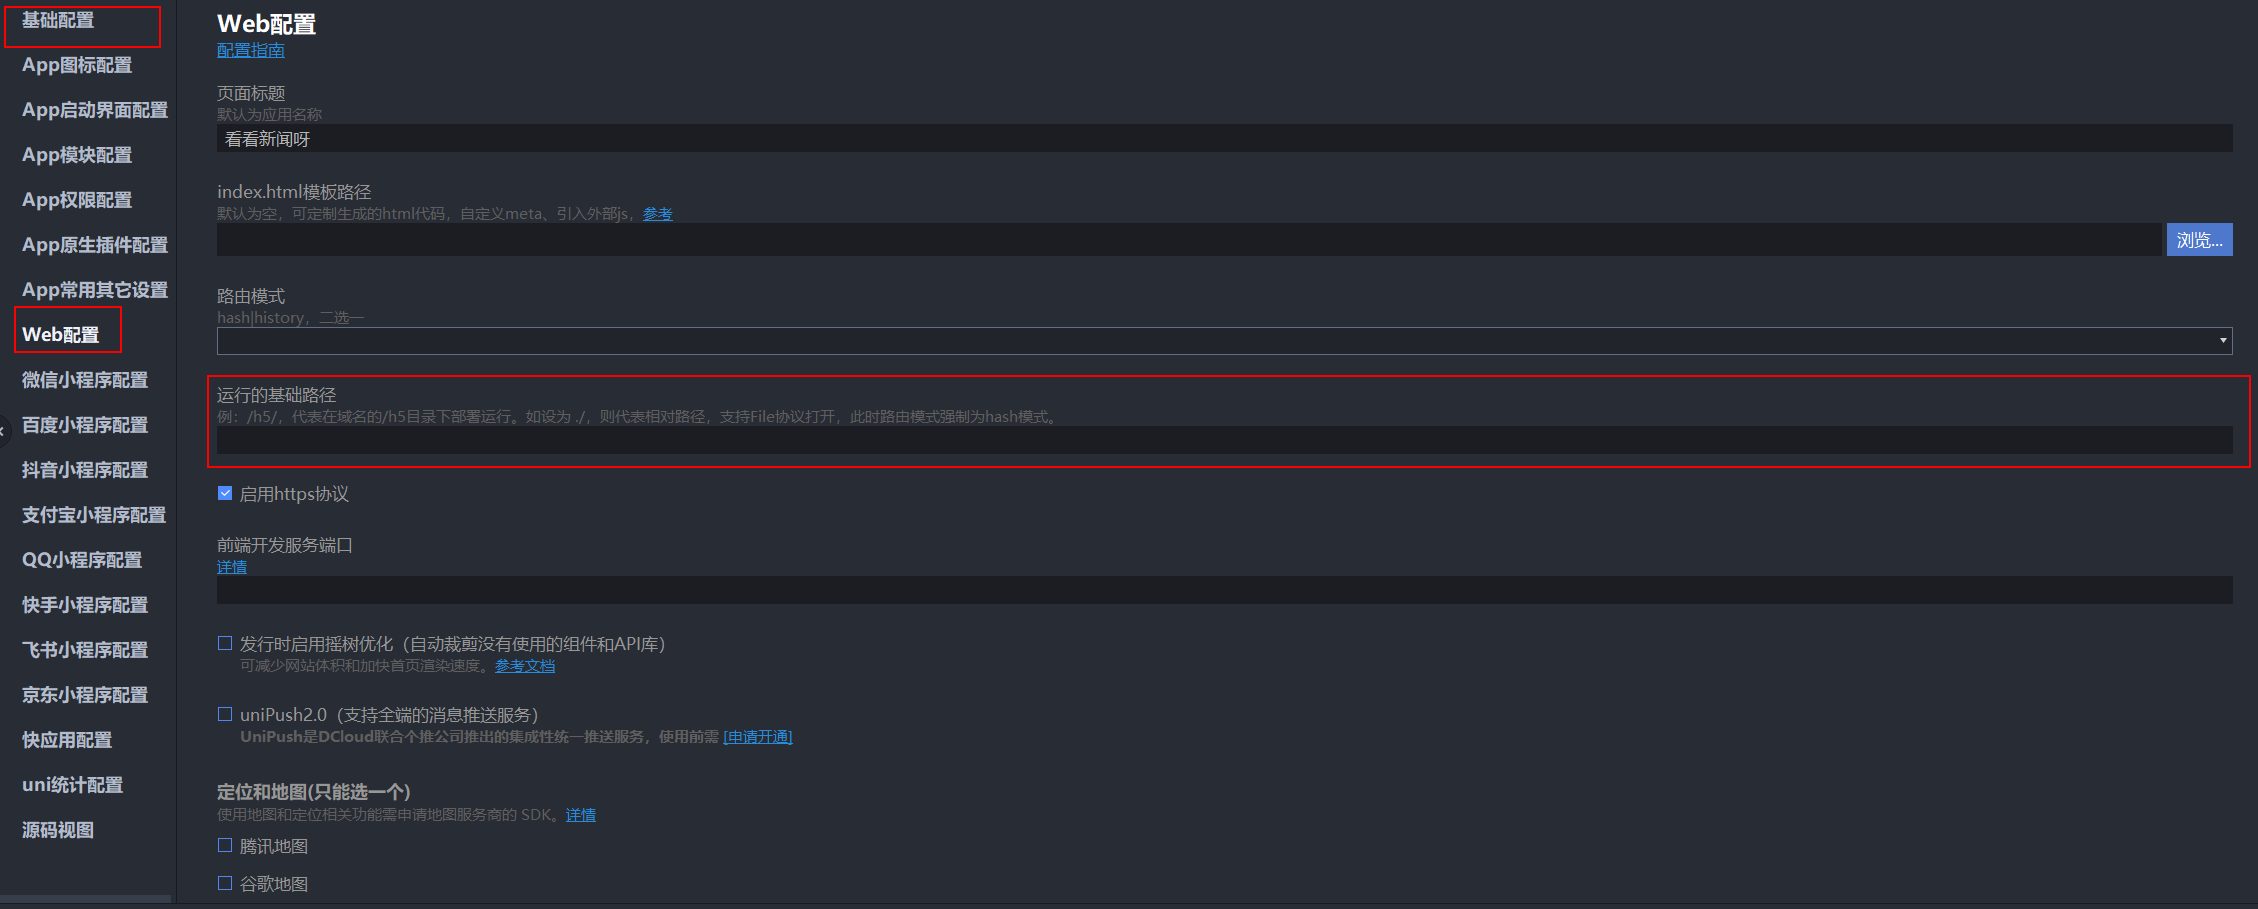 基础配置
App图标配置
App启动界面配置
App模块配置
App权限配置
App原生插件配置
App常用其它设置
Web配置
微信小程序配置
百度小程序配置
抖音小程序配置
支付宝小程序配置
QQ小程序配置
快手小程序配置
飞书小程序配置
京东小程序配置
快应用配置
uni统计配置
源码视图
Web配置
配置指南
页面标题
默认为应用名称
看看新闻呀
index.html模板路径
默认为空，可定制生成的html代码，自定义meta、引入外部js，参考
浏览...
路由模式
hash|history，二选一
运行的基础路径
例：/h5/，代表在域名的/h5目录下部署运行。如设为 ./，则代表相对路径，支持File协议打开，此时路由模式强制为hash模式。
启用https协议
前端开发服务端口
详情
发行时启用摇树优化（自动裁剪没有使用的组件和API库）
可减少网站体积和加快首页渲染速度。参考文档
uniPush2.0（支持全端的消息推送服务）
UniPush是DCloud联合个推公司推出的集成性统一推送服务，使用前需 [申请开通]
定位和地图(只能选一个)
使用地图和定位相关功能需申请地图服务商的 SDK。详情
腾讯地图
谷歌地图